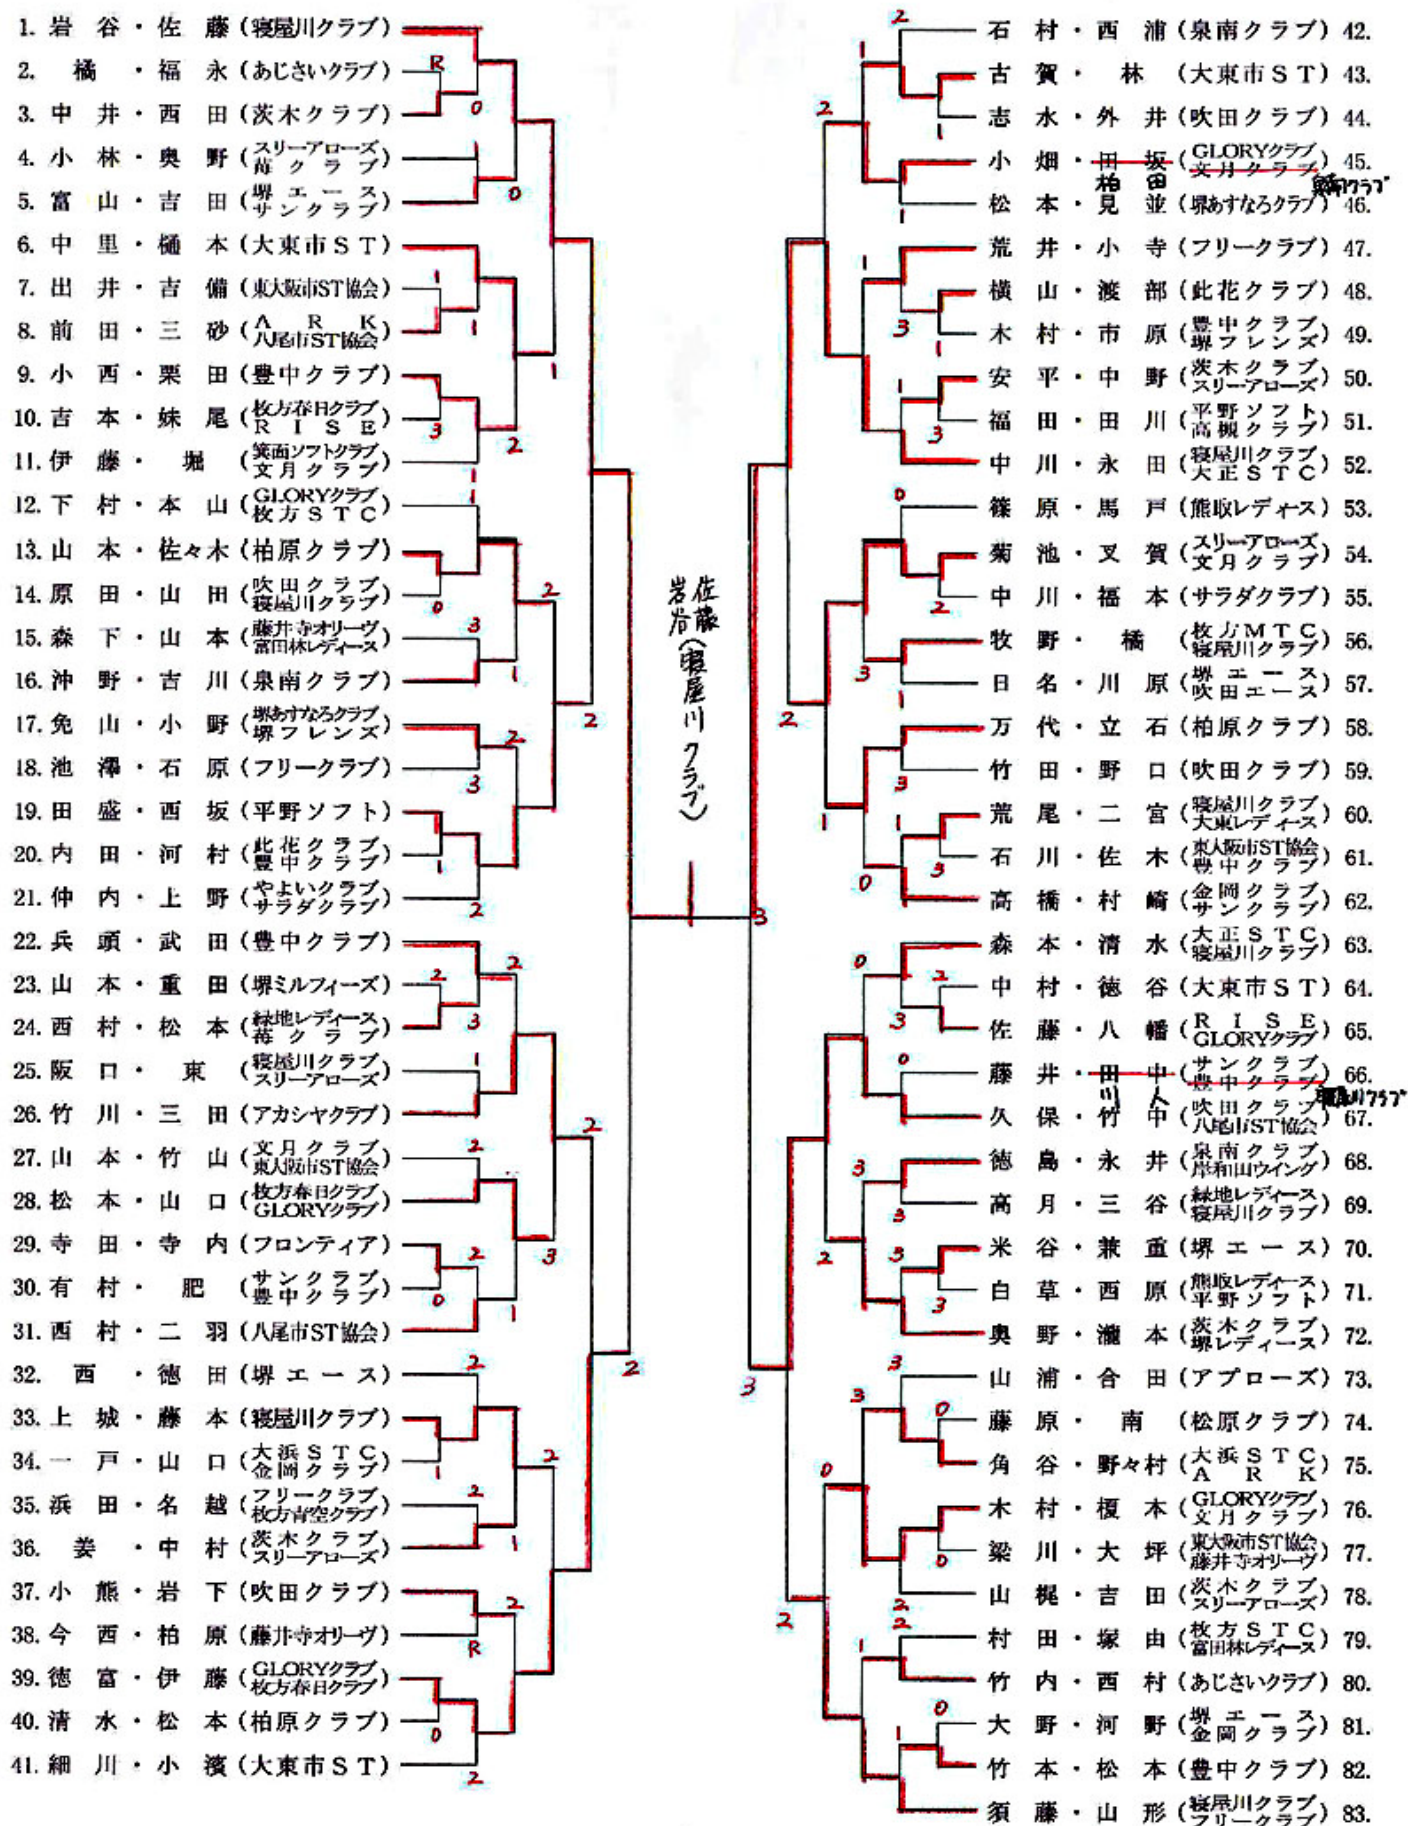 1. 岩谷・佐藤(寝屋川クラブ)
2. 橘・福永(あじさいクラブ)
3. 中井・西田(茨木クラブ)
4. 小林・奥野(スリーアローズ 苺クラブ)
5. 富山・吉田(堺エース サンクラブ)
6. 中里・樋本(大東市ST)
7. 出井・吉備(東大阪市ST協会)
8. 前田・三砂(ARK 八尾市ST協会)
9. 小西・栗田(豊中クラブ)
10. 吉本・妹尾(枚方春日クラブ RISE)
11. 伊藤・堀(箕面ソフトクラブ 文月クラブ)
12. 下村・本山(GLORYクラブ 枚方STC)
13. 山本・佐々木(柏原クラブ)
14. 原田・山田(吹田クラブ 寝屋川クラブ)
15. 森下・山本(藤井寺オリーヴ 富田林レディース)
16. 沖野・吉川(泉南クラブ)
17. 免山・小野(堺あすなろクラブ 堺フレンズ)
18. 池澤・石原(フリークラブ)
19. 田盛・西坂(平野ソフト)
20. 内田・河村(此花クラブ 豊中クラブ)
21. 仲内・上野(やよいクラブ サラダクラブ)
22. 兵頭・武田(豊中クラブ)
23. 山本・重田(堺ミルフィーズ)
24. 西村・松本(緑地レディース 苺クラブ)
25. 阪口・東(寝屋川クラブ スリーアローズ)
26. 竹川・三田(アカシヤクラブ)
27. 山本・竹山(文月クラブ 東大阪市ST協会)
28. 松本・山口(枚方春日クラブ GLORYクラブ)
29. 寺田・寺内(フロンティア)
30. 有村・肥(サンクラブ 豊中クラブ)
31. 西村・二羽(八尾市ST協会)
32. 西・徳田(堺エース)
33. 上城・藤本(寝屋川クラブ)
34. 一戸・山口(大浜STC 金岡クラブ)
35. 浜田・名越(フリークラブ 枚方青空クラブ)
36. 姜・中村(茨木クラブ スリーアローズ)
37. 小熊・岩下(吹田クラブ)
38. 今西・柏原(藤井寺オリーヴ)
39. 徳富・伊藤(GLORYクラブ 枚方春日クラブ)
40. 清水・松本(柏原クラブ)
41. 細川・小濱(大東市ST)
佐藤
岩谷(寝屋川クラブ)
石村・西浦(泉南クラブ) 42.
古賀・林(大東市ST) 43.
志水・外井(吹田クラブ) 44.
小畑・田坂(GLORYクラブ 文月クラブ) 45.
柏田
松本・見並(堺あすなろクラブ) 46.
荒井・小寺(フリークラブ) 47.
横山・渡部(此花クラブ) 48.
木村・市原(豊中クラブ 堺フレンズ) 49.
安平・中野(茨木クラブ スリーアローズ) 50.
福田・田川(平野ソフト 高槻クラブ) 51.
中川・永田(寝屋川クラブ 大正STC) 52.
篠原・馬戸(熊取レディース) 53.
菊池・叉賀(スリーアローズ 文月クラブ) 54.
中川・福本(サラダクラブ) 55.
牧野・橘(枚方MTC 寝屋川クラブ) 56.
日名・川原(堺エース 吹田エース) 57.
万代・立石(柏原クラブ) 58.
竹田・野口(吹田クラブ) 59.
荒尾・二宮(寝屋川クラブ 大東レディース) 60.
石川・佐木(東大阪市ST協会 豊中クラブ) 61.
高橋・村崎(金岡クラブ サンクラブ) 62.
森本・清水(大正STC 寝屋川クラブ) 63.
中村・徳谷(大東市ST) 64.
佐藤・八幡(RISE GLORYクラブ) 65.
藤井・田中(サンクラブ 豊中クラブ) 66.
川人
久保・竹中(吹田クラブ 八尾市ST協会) 67.
徳島・永井(泉南クラブ 岸和田ウイング) 68.
高月・三谷(緑地レディース 寝屋川クラブ) 69.
米谷・兼重(堺エース) 70.
白草・西原(熊取レディース 平野ソフト) 71.
奥野・瀧本(茨木クラブ 堺レディース) 72.
山浦・合田(アプローズ) 73.
藤原・南(松原クラブ) 74.
角谷・野々村(大浜STC ARK) 75.
木村・榎本(GLORYクラブ 文月クラブ) 76.
梁川・大坪(東大阪市ST協会 藤井寺オリーヴ) 77.
山梶・吉田(茨木クラブ スリーアローズ) 78.
村田・塚由(枚方STC 富田林レディース) 79.
竹内・西村(あじさいクラブ) 80.
大野・河野(堺エース 金岡クラブ) 81.
竹本・松本(豊中クラブ) 82.
須藤・山形(寝屋川クラブ フリークラブ) 83.